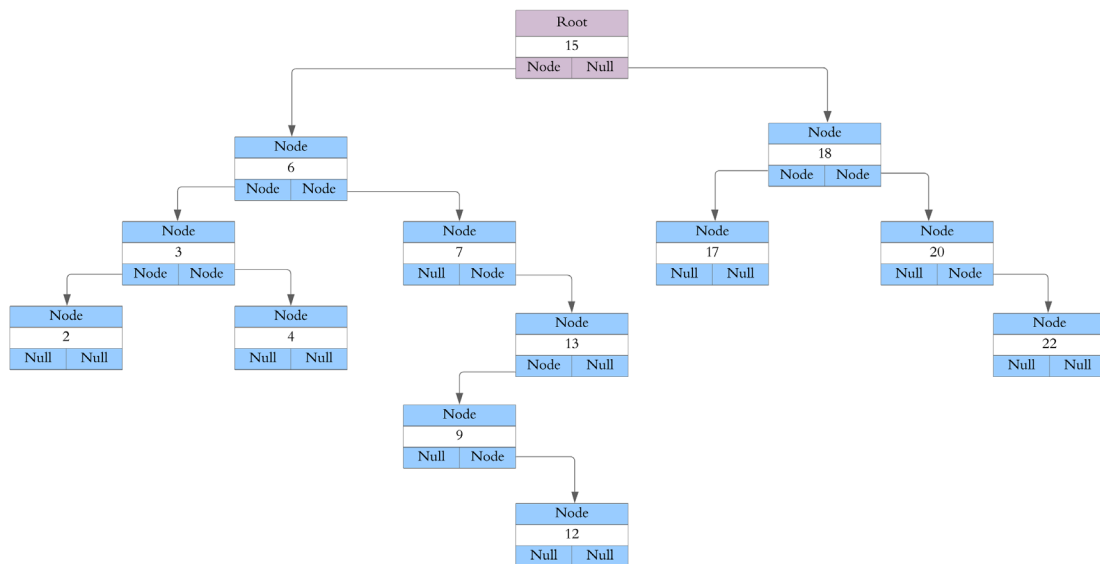 Root
15
Node Null
Node
6
Node Node
Node
18
Node Node
Node
3
Node Node
Node
7
Null Node
Node
17
Null Null
Node
20
Null Node
Node
2
Null Null
Node
4
Null Null
Node
13
Node Null
Node
22
Null Null
Node
9
Null Node
Node
12
Null Null